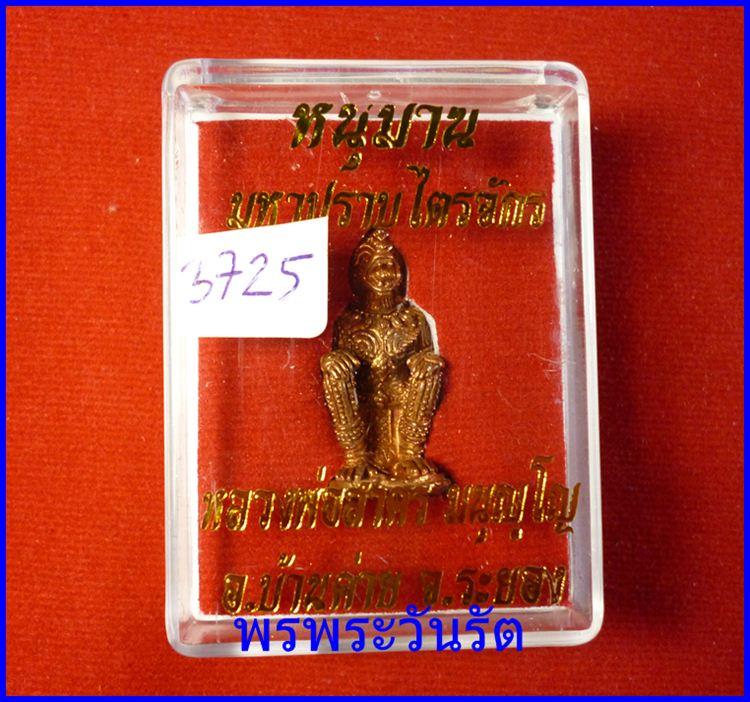 หนุมาน
มหาปราบไตรจักร
3725
หลวงพ่อสาคร มนุญฺโญ
อ.บ้านค่าย จ.ระยอง
พรพระวันรัต